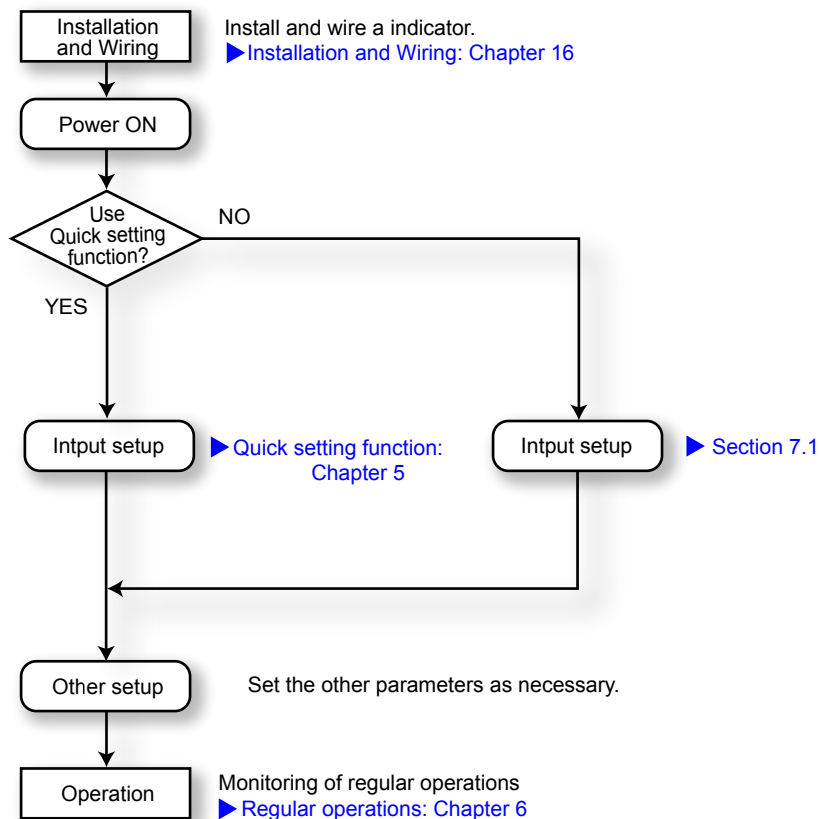 Installation
and Wiring
Install and wire a indicator.
▶Installation and Wiring: Chapter 16
Power ON
Use
Quick setting
function?
NO
YES
Intput setup
▶Quick setting function:
Chapter 5
Intput setup
▶ Section 7.1
Other setup
Set the other parameters as necessary.
Operation
Monitoring of regular operations
▶Regular operations: Chapter 6